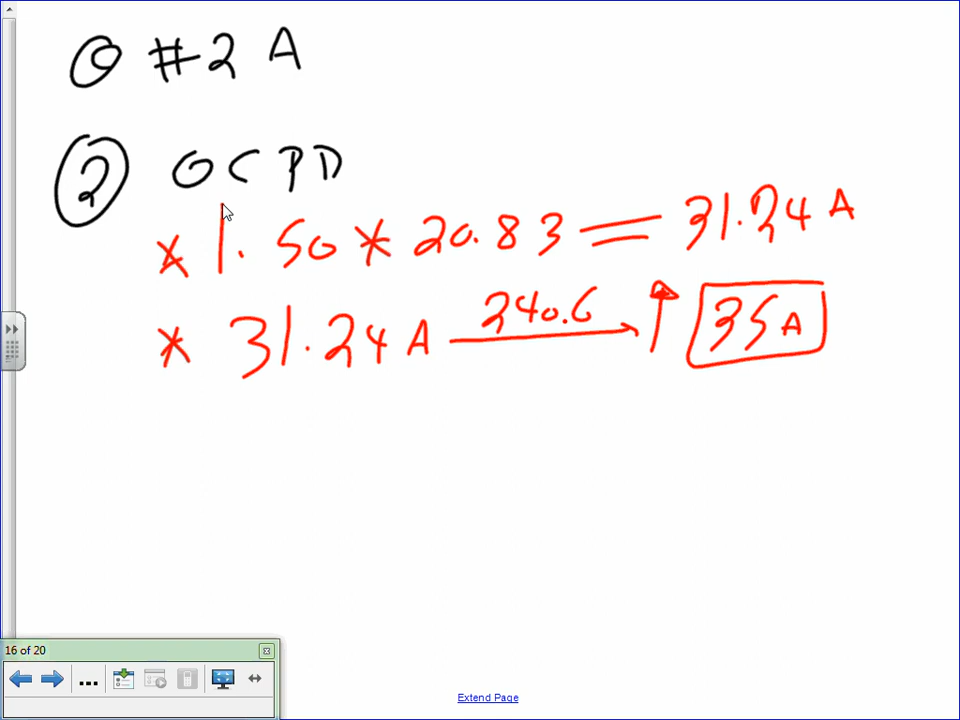 ① #2 A
② OCPD
* 1.50 * 20.83 = 31.24 A
* 31.24 A 240.6 → ↑ 35 A
16 of 20
...
Extend Page